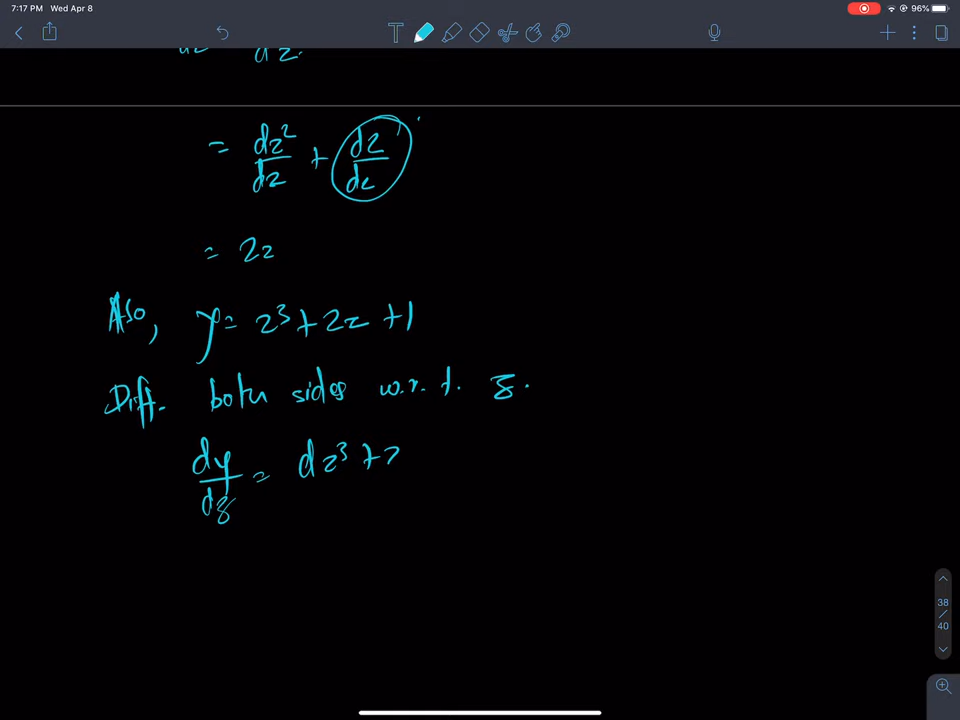 7:17 PM Wed Apr 8
96%
T
dz.
= dz²/dz + dz/dz
= 2z
Also, y = z³ + 2z + 1
Diff. both sides w.r.t. z.
dy/dz = dz³ + 2
38
/
40